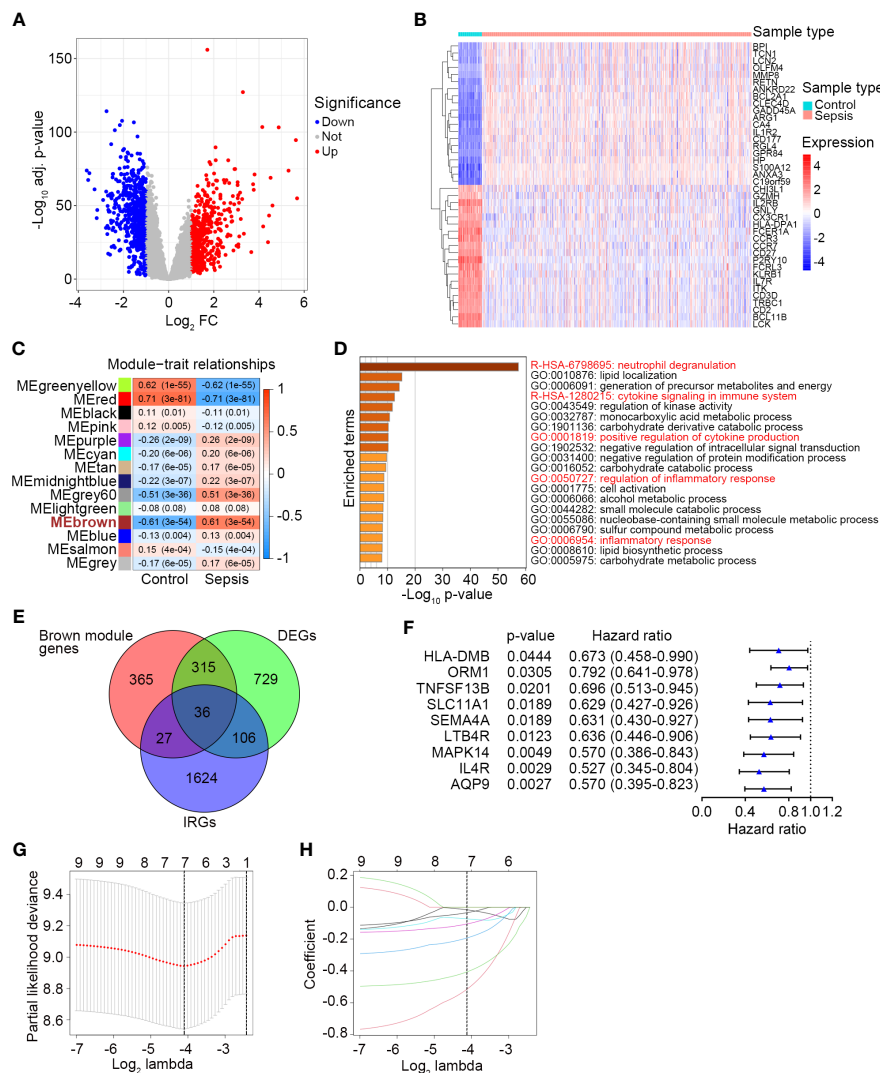 A
150
100
50
0
-Log10 adj. p-value
−4 −2 0 2 4 6
Log2 FC
Significance
Down
Not
Up
B
Sample type
BPI
TCN1
LCN2
OLFM4
MMP8
RETN
ANKRD22
BCL2A1
CLEC4D
GADD45A
ARG1
CA4
IL1R2
CD177
RGL4
GPR84
HP
S100A12
ANXA3
C19orf59
CHI3L1
GZMH
IL2RB
GNLY
CX3CR1
HLA-DPA1
FCER1A
CCR3
CCR7
CD27
P2RY10
FCRL3
KLRB1
IL7R
ITK
CD3D
TRBC1
CD2
BCL11B
LCK
Sample type
Control
Sepsis
Expression
4
2
0
-2
-4
C
Module−trait relationships
MEgreenyellow 0.62 (1e-55) -0.62 (1e-55)
MEred 0.71 (3e-81) -0.71 (3e-81)
MEblack 0.11 (0.01) -0.11 (0.01)
MEpink 0.12 (0.005) -0.12 (0.005)
MEpurple -0.26 (2e-09) 0.26 (2e-09)
MEcyan -0.20 (6e-06) 0.20 (6e-06)
MEtan -0.17 (6e-05) 0.17 (6e-05)
MEmidnightblue -0.22 (3e-07) 0.22 (3e-07)
MEgrey60 -0.51 (3e-36) 0.51 (3e-36)
MElightgreen -0.08 (0.08) 0.08 (0.08)
MEbrown -0.61 (3e-54) 0.61 (3e-54)
MEblue -0.13 (0.004) 0.13 (0.004)
MEsalmon 0.15 (4e-04) -0.15 (4e-04)
MEgrey -0.17 (6e-05) 0.17 (6e-05)
Control Sepsis
1
0.5
0
−0.5
−1
D
Enriched terms
R-HSA-6798695: neutrophil degranulation
GO:0010876: lipid localization
GO:0006091: generation of precursor metabolites and energy
R-HSA-1280215: cytokine signaling in immune system
GO:0043549: regulation of kinase activity
GO:0032787: monocarboxylic acid metabolic process
GO:1901136: carbohydrate derivative catabolic process
GO:0001819: positive regulation of cytokine production
GO:1902532: negative regulation of intracellular signal transduction
GO:0031400: negative regulation of protein modification process
GO:0016052: carbohydrate catabolic process
GO:0050727: regulation of inflammatory response
GO:0001775: cell activation
GO:0006066: alcohol metabolic process
GO:0044282: small molecule catabolic process
GO:0055086: nucleobase-containing small molecule metabolic process
GO:0006790: sulfur compound metabolic process
GO:0006954: inflammatory response
GO:0008610: lipid biosynthetic process
GO:0005975: carbohydrate metabolic process
0 10 20 30 40 50 60
-Log10 p-value
E
Brown module
genes
DEGs
365 315 729
36
27 106
1624
IRGs
F
p-value Hazard ratio
HLA-DMB 0.0444 0.673 (0.458-0.990)
ORM1 0.0305 0.792 (0.641-0.978)
TNFSF13B 0.0201 0.696 (0.513-0.945)
SLC11A1 0.0189 0.629 (0.427-0.926)
SEMA4A 0.0189 0.631 (0.430-0.927)
LTB4R 0.0123 0.636 (0.446-0.906)
MAPK14 0.0049 0.570 (0.386-0.843)
IL4R 0.0029 0.527 (0.345-0.804)
AQP9 0.0027 0.570 (0.395-0.823)
0.0 0.4 0.8 1.0 1.2
Hazard ratio
G
9 9 9 8 7 7 6 3 1
9.4
9.2
9.0
8.8
8.6
Partial likelihood deviance
-7 -6 -5 -4 -3
Log2 lambda
H
9 9 8 7 6
0.2
0.0
-0.2
-0.4
-0.6
-0.8
Coefficient
-7 -6 -5 -4 -3
Log2 lambda